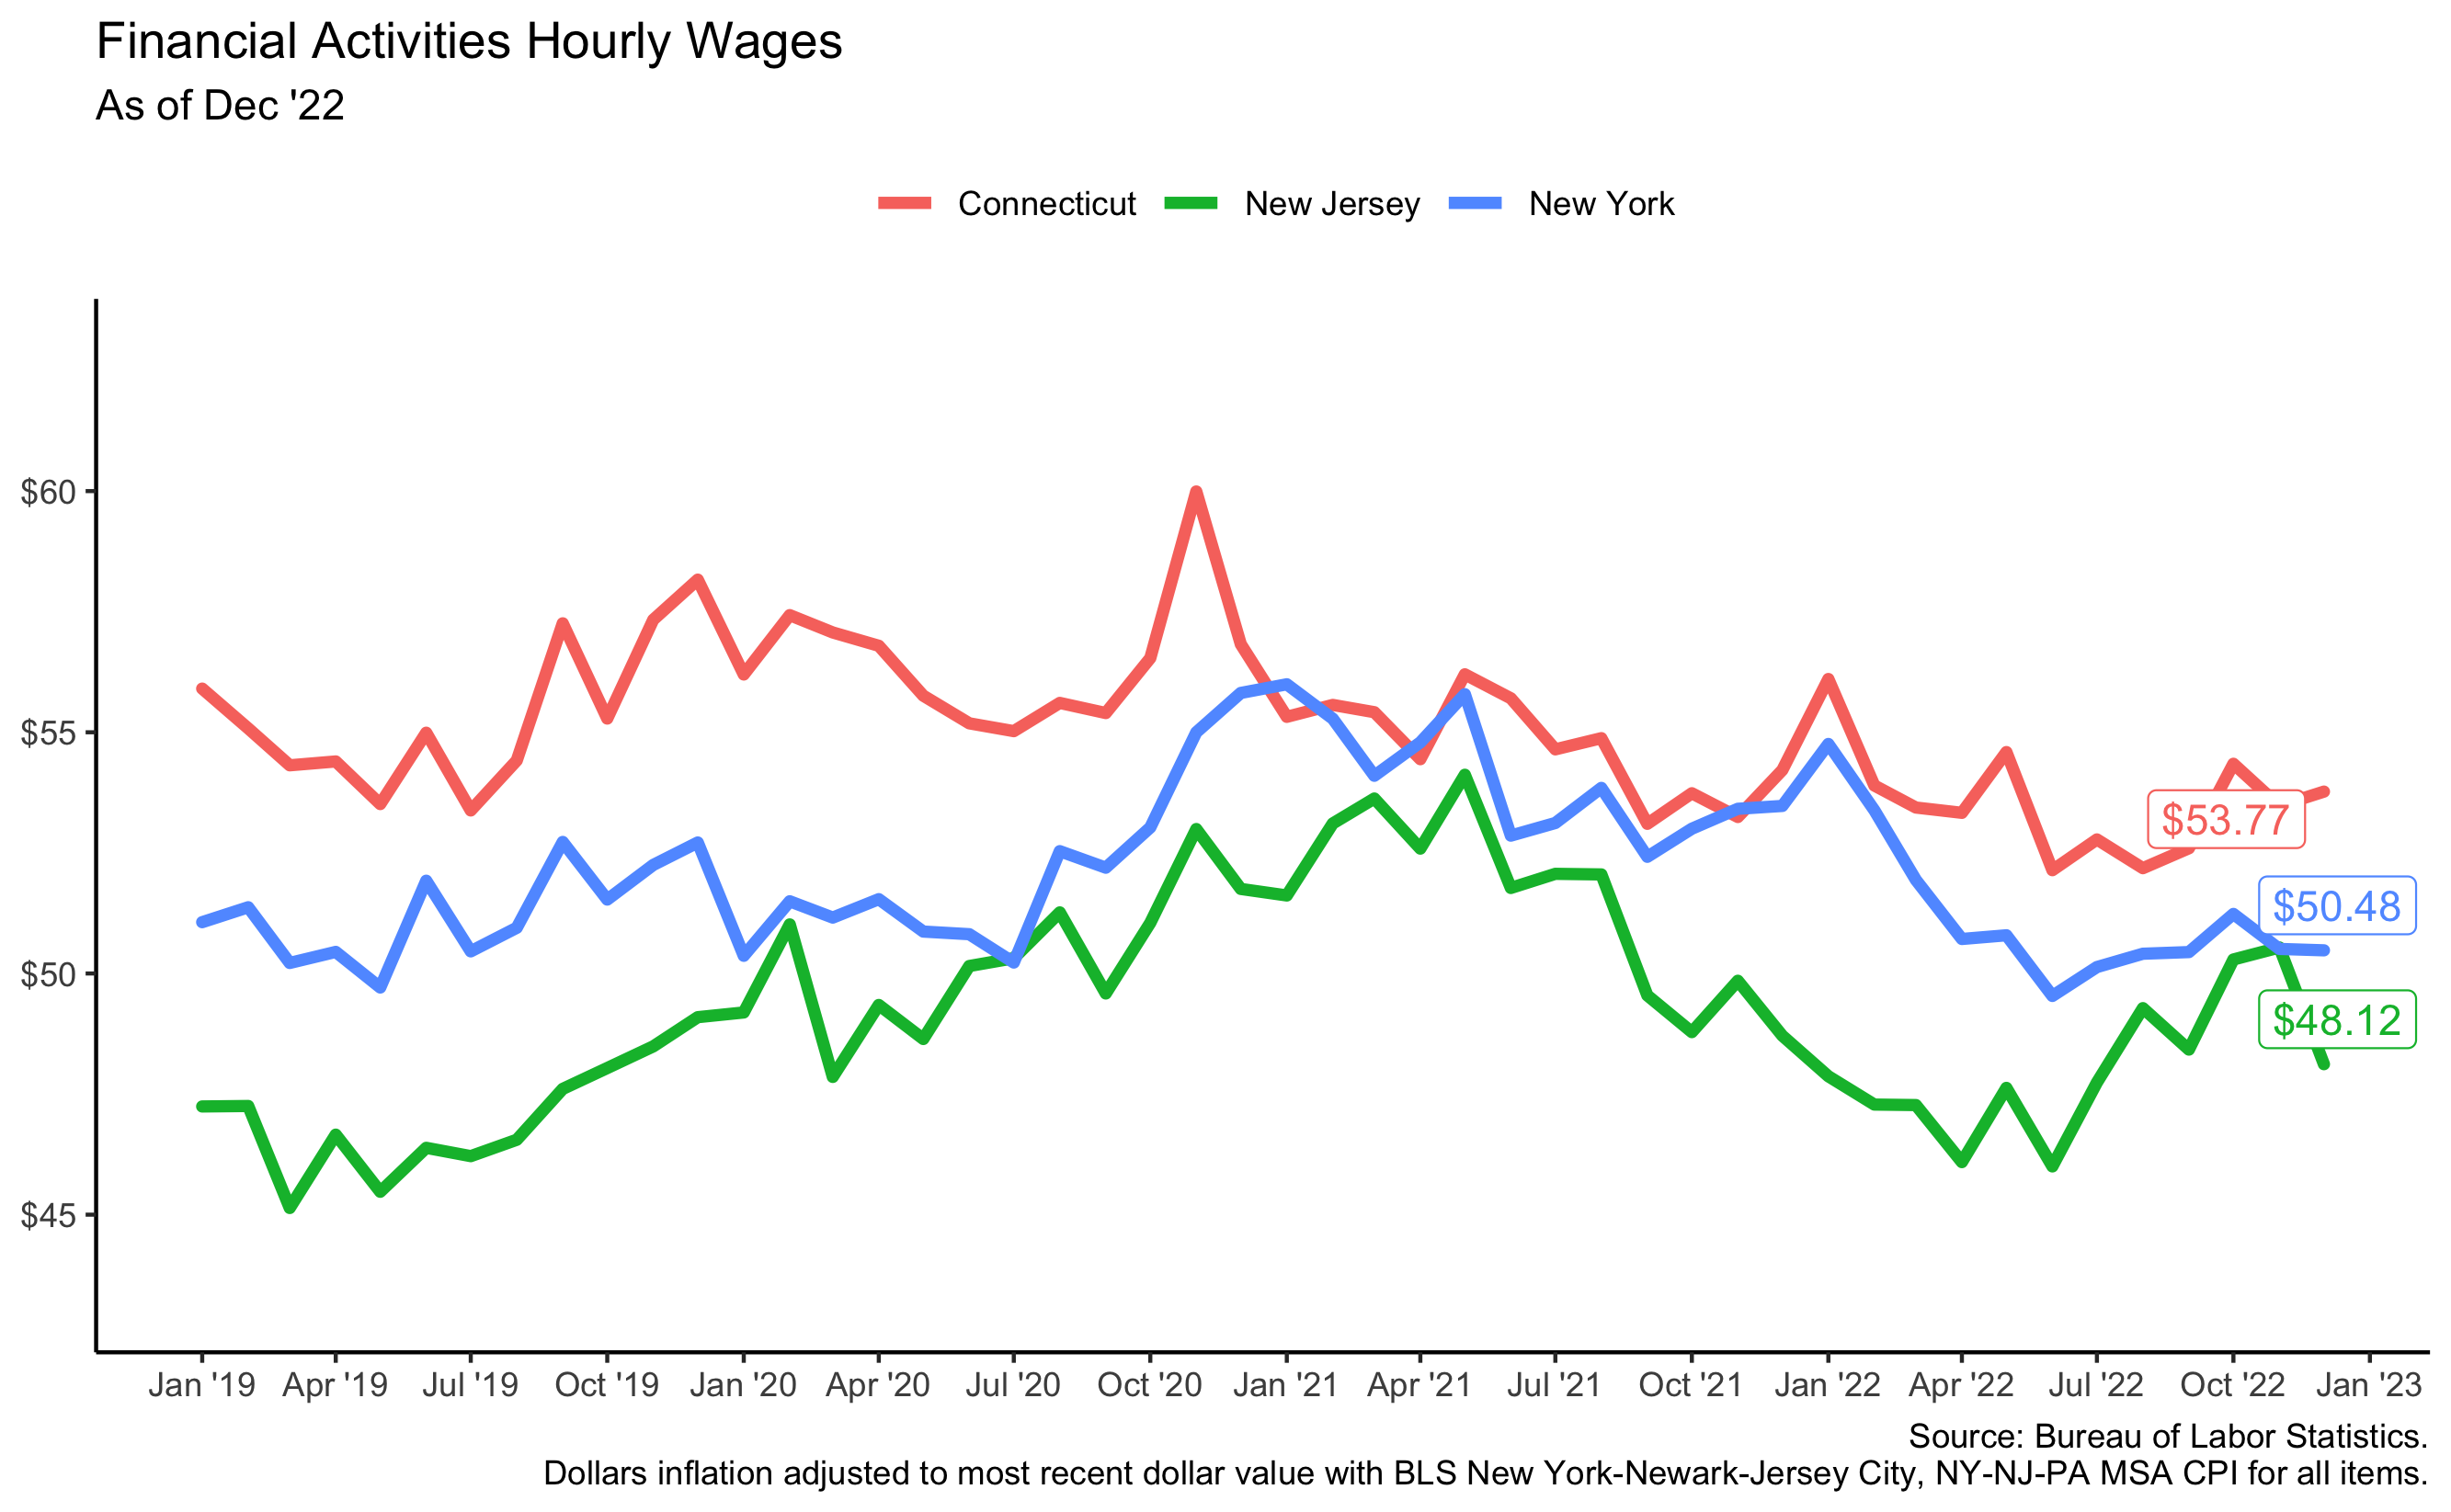 Financial Activities Hourly Wages
As of Dec '22
Connecticut New Jersey New York
$60
$55
$50
$45
$53.77
$50.48
$48.12
Jan '19 Apr '19 Jul '19 Oct '19 Jan '20 Apr '20 Jul '20 Oct '20 Jan '21 Apr '21 Jul '21 Oct '21 Jan '22 Apr '22 Jul '22 Oct '22 Jan '23
Source: Bureau of Labor Statistics.
Dollars inflation adjusted to most recent dollar value with BLS New York-Newark-Jersey City, NY-NJ-PA MSA CPI for all items.